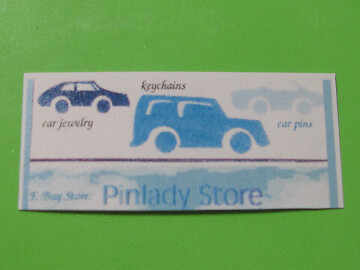 keychains
car jewelry
car pins
E. Bay Store: Pinlady Store